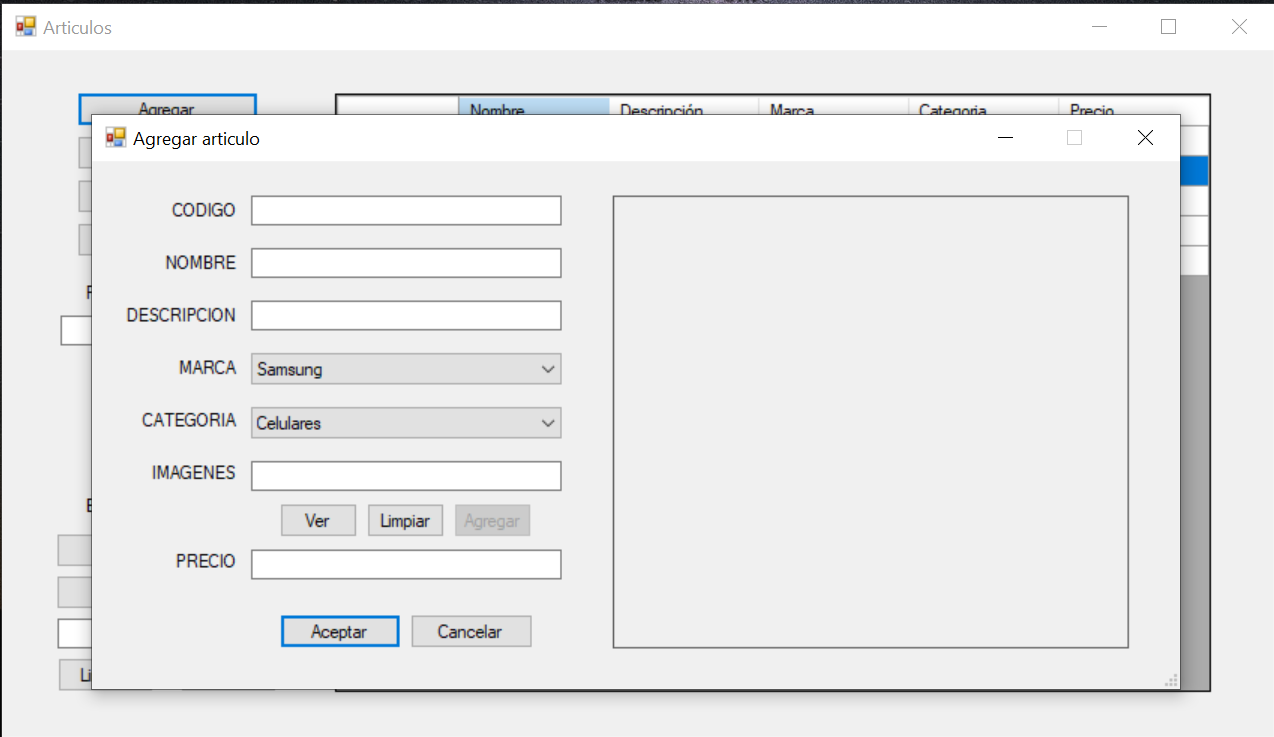 Articulos
Agregar
Nombre Descripción Marca Categoria Precio
Agregar articulo
CODIGO
NOMBRE
DESCRIPCION
MARCA Samsung
CATEGORIA Celulares
IMAGENES
Ver Limpiar Agregar
PRECIO
Aceptar Cancelar